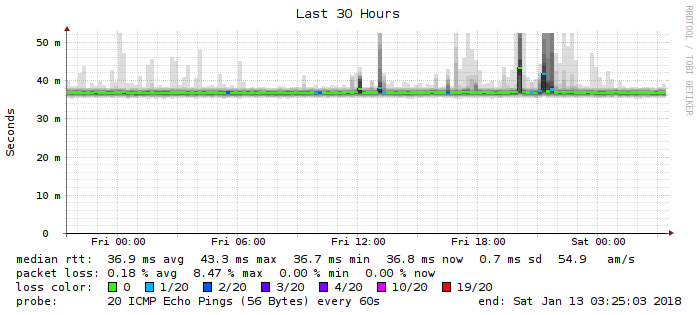 Last 30 Hours
RRDTOOL / TOBI OETIKER
Seconds
50 m
40 m
30 m
20 m
10 m
0
Fri 00:00 Fri 06:00 Fri 12:00 Fri 18:00 Sat 00:00
median rtt: 36.9 ms avg 43.3 ms max 36.7 ms min 36.8 ms now 0.7 ms sd 54.9 am/s
packet loss: 0.18 % avg 8.47 % max 0.00 % min 0.00 % now
loss color: 0 1/20 2/20 3/20 4/20 10/20 19/20
probe: 20 ICMP Echo Pings (56 Bytes) every 60s end: Sat Jan 13 03:25:03 2018